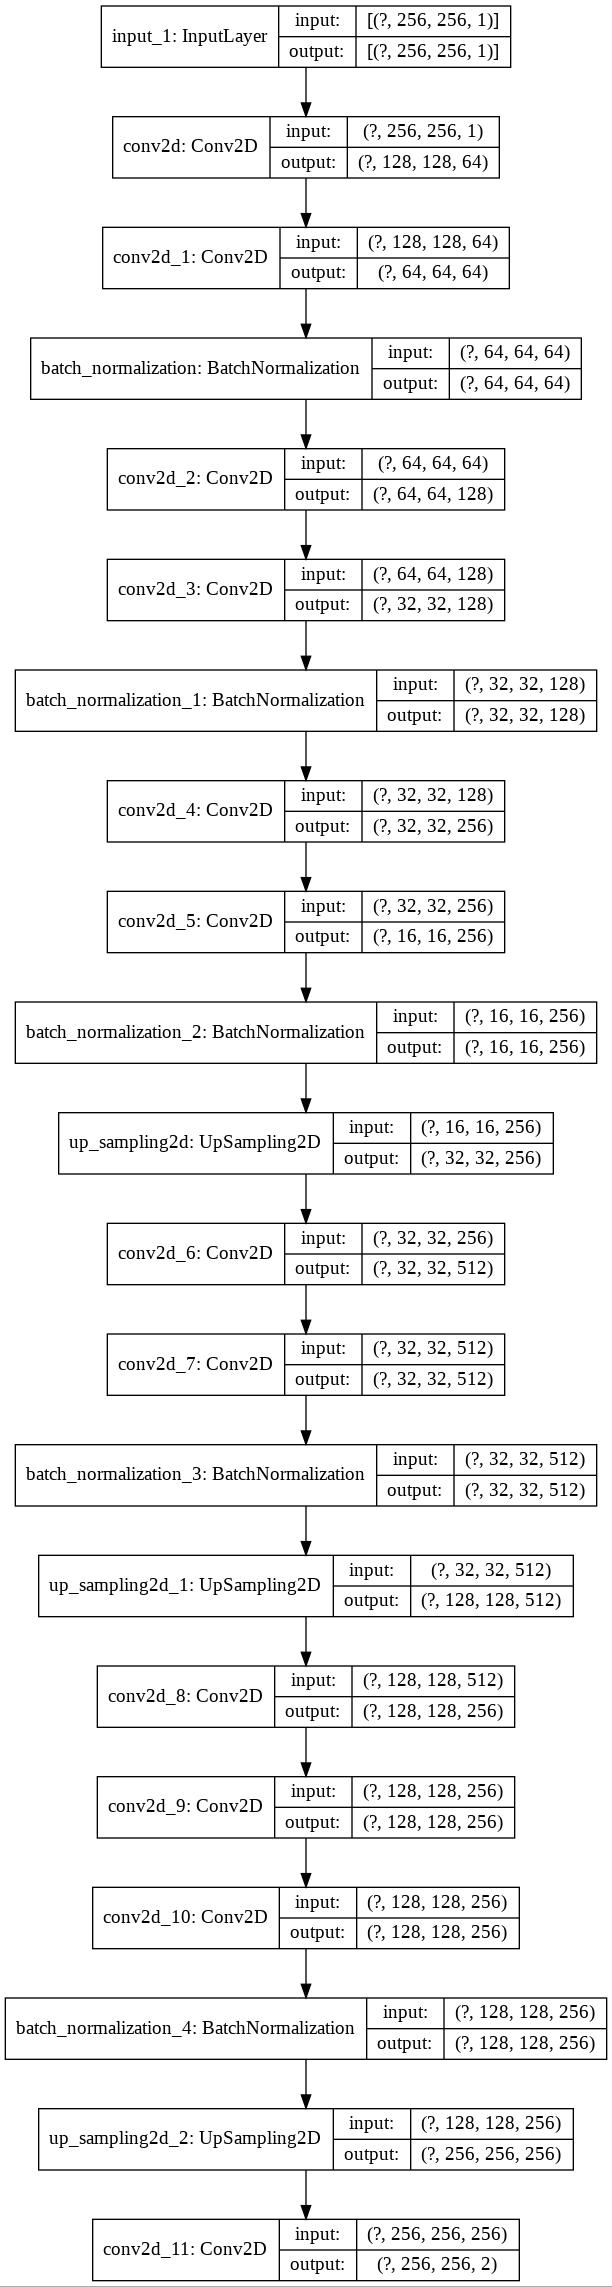 input_1: InputLayer
input: [(?, 256, 256, 1)]
output: [(?, 256, 256, 1)]
conv2d: Conv2D
input: (?, 256, 256, 1)
output: (?, 128, 128, 64)
conv2d_1: Conv2D
input: (?, 128, 128, 64)
output: (?, 64, 64, 64)
batch_normalization: BatchNormalization
input: (?, 64, 64, 64)
output: (?, 64, 64, 64)
conv2d_2: Conv2D
input: (?, 64, 64, 64)
output: (?, 64, 64, 128)
conv2d_3: Conv2D
input: (?, 64, 64, 128)
output: (?, 32, 32, 128)
batch_normalization_1: BatchNormalization
input: (?, 32, 32, 128)
output: (?, 32, 32, 128)
conv2d_4: Conv2D
input: (?, 32, 32, 128)
output: (?, 32, 32, 256)
conv2d_5: Conv2D
input: (?, 32, 32, 256)
output: (?, 16, 16, 256)
batch_normalization_2: BatchNormalization
input: (?, 16, 16, 256)
output: (?, 16, 16, 256)
up_sampling2d: UpSampling2D
input: (?, 16, 16, 256)
output: (?, 32, 32, 256)
conv2d_6: Conv2D
input: (?, 32, 32, 256)
output: (?, 32, 32, 512)
conv2d_7: Conv2D
input: (?, 32, 32, 512)
output: (?, 32, 32, 512)
batch_normalization_3: BatchNormalization
input: (?, 32, 32, 512)
output: (?, 32, 32, 512)
up_sampling2d_1: UpSampling2D
input: (?, 32, 32, 512)
output: (?, 128, 128, 512)
conv2d_8: Conv2D
input: (?, 128, 128, 512)
output: (?, 128, 128, 256)
conv2d_9: Conv2D
input: (?, 128, 128, 256)
output: (?, 128, 128, 256)
conv2d_10: Conv2D
input: (?, 128, 128, 256)
output: (?, 128, 128, 256)
batch_normalization_4: BatchNormalization
input: (?, 128, 128, 256)
output: (?, 128, 128, 256)
up_sampling2d_2: UpSampling2D
input: (?, 128, 128, 256)
output: (?, 256, 256, 256)
conv2d_11: Conv2D
input: (?, 256, 256, 256)
output: (?, 256, 256, 2)